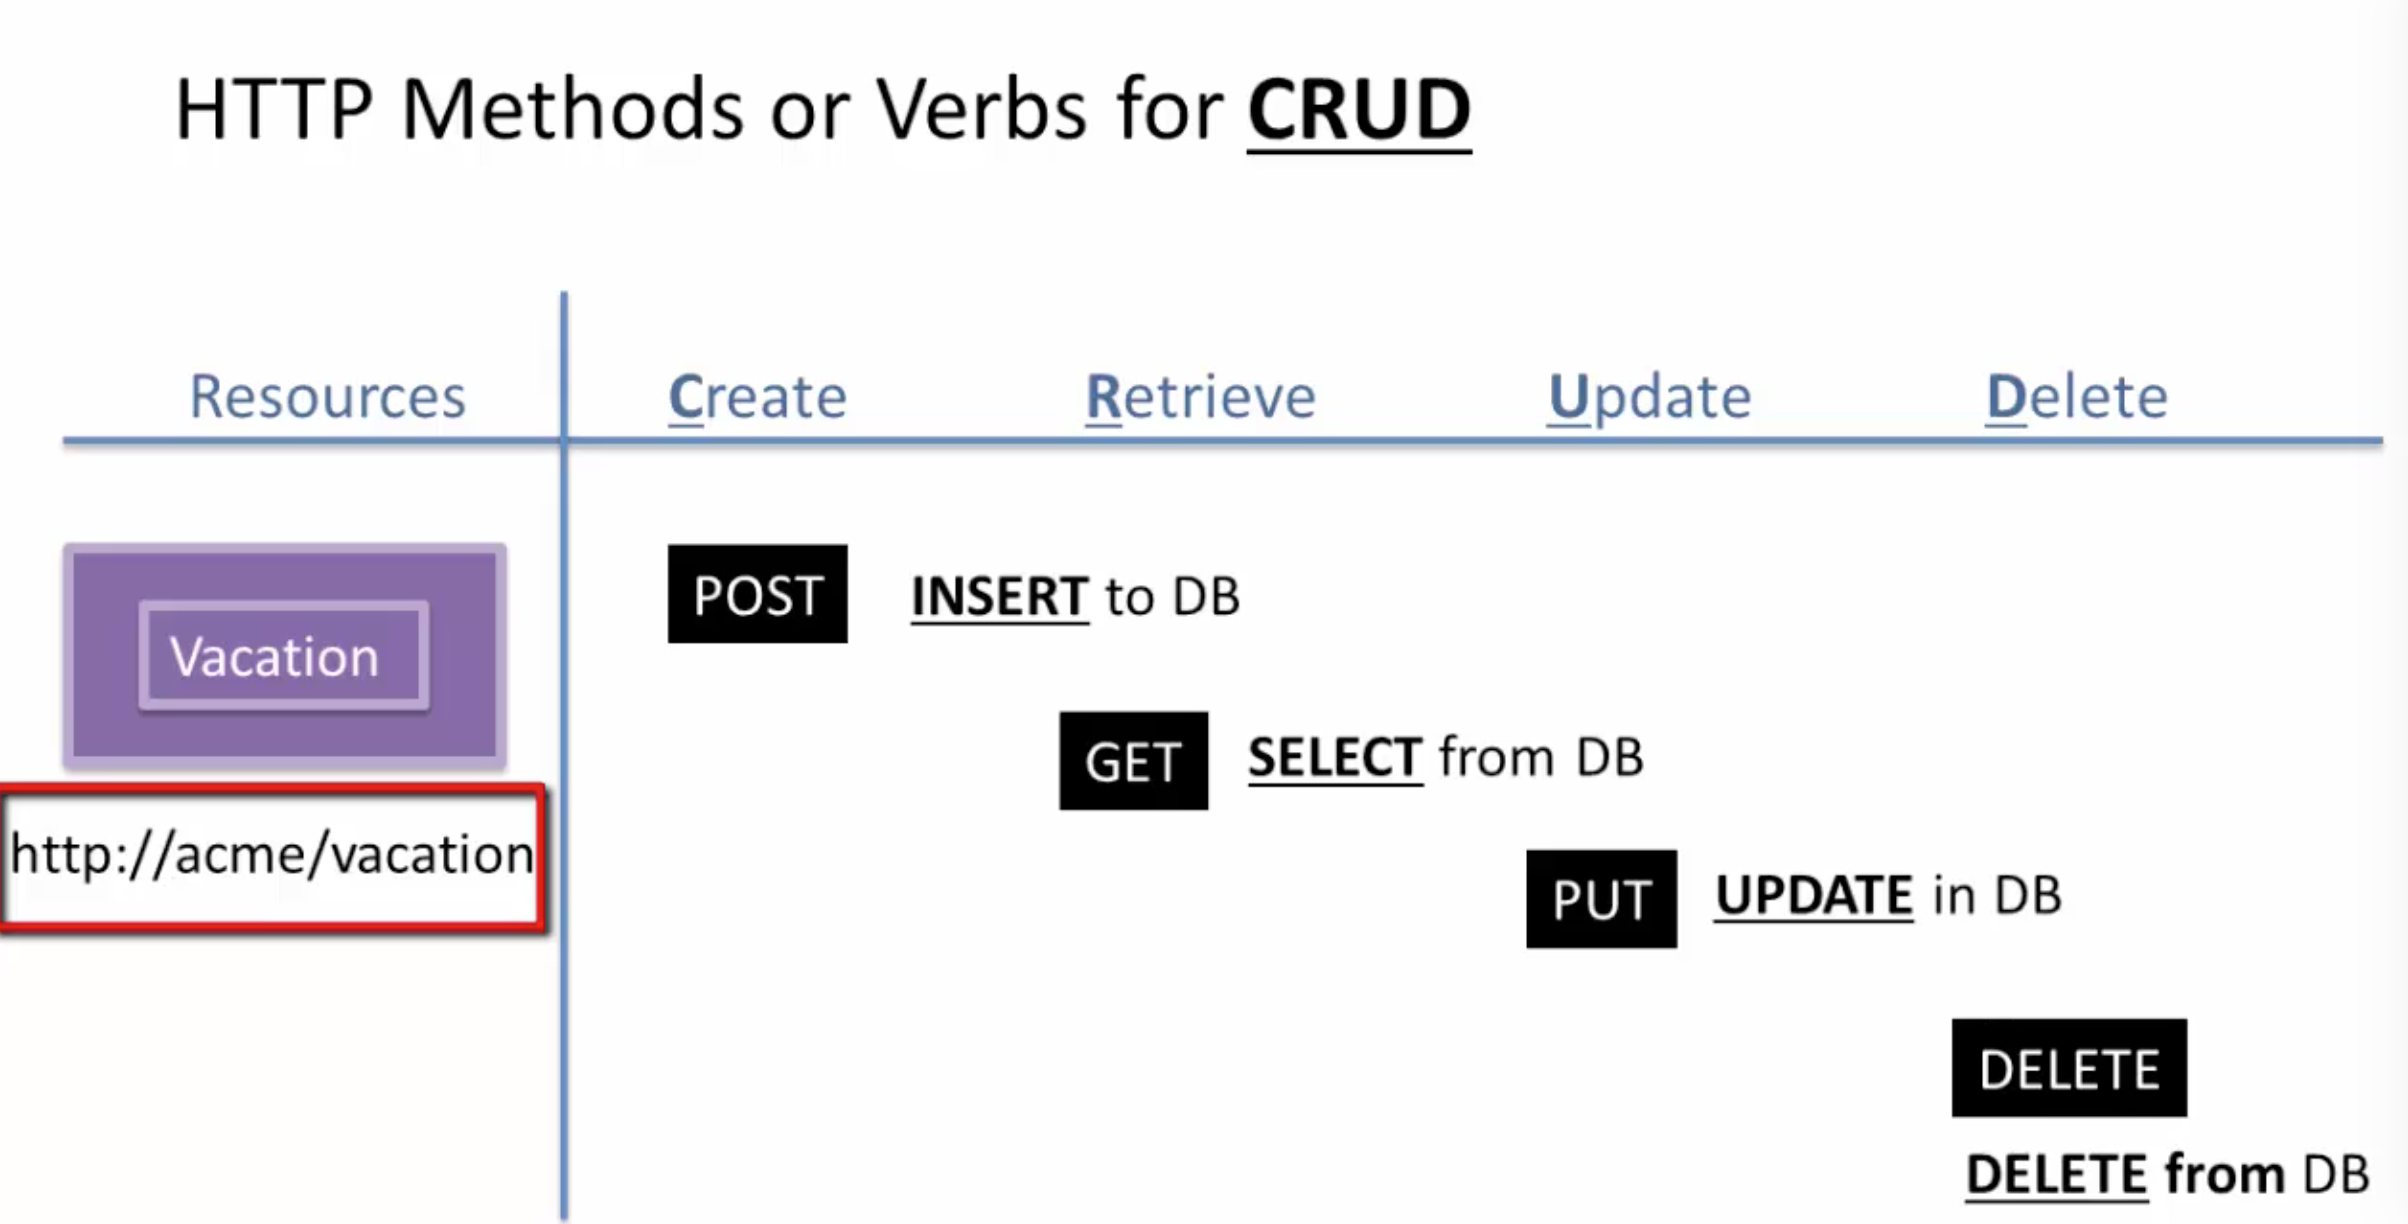 HTTP Methods or Verbs for CRUD
Resources Create Retrieve Update Delete
Vacation
http://acme/vacation
POST INSERT to DB
GET SELECT from DB
PUT UPDATE in DB
DELETE
DELETE from DB